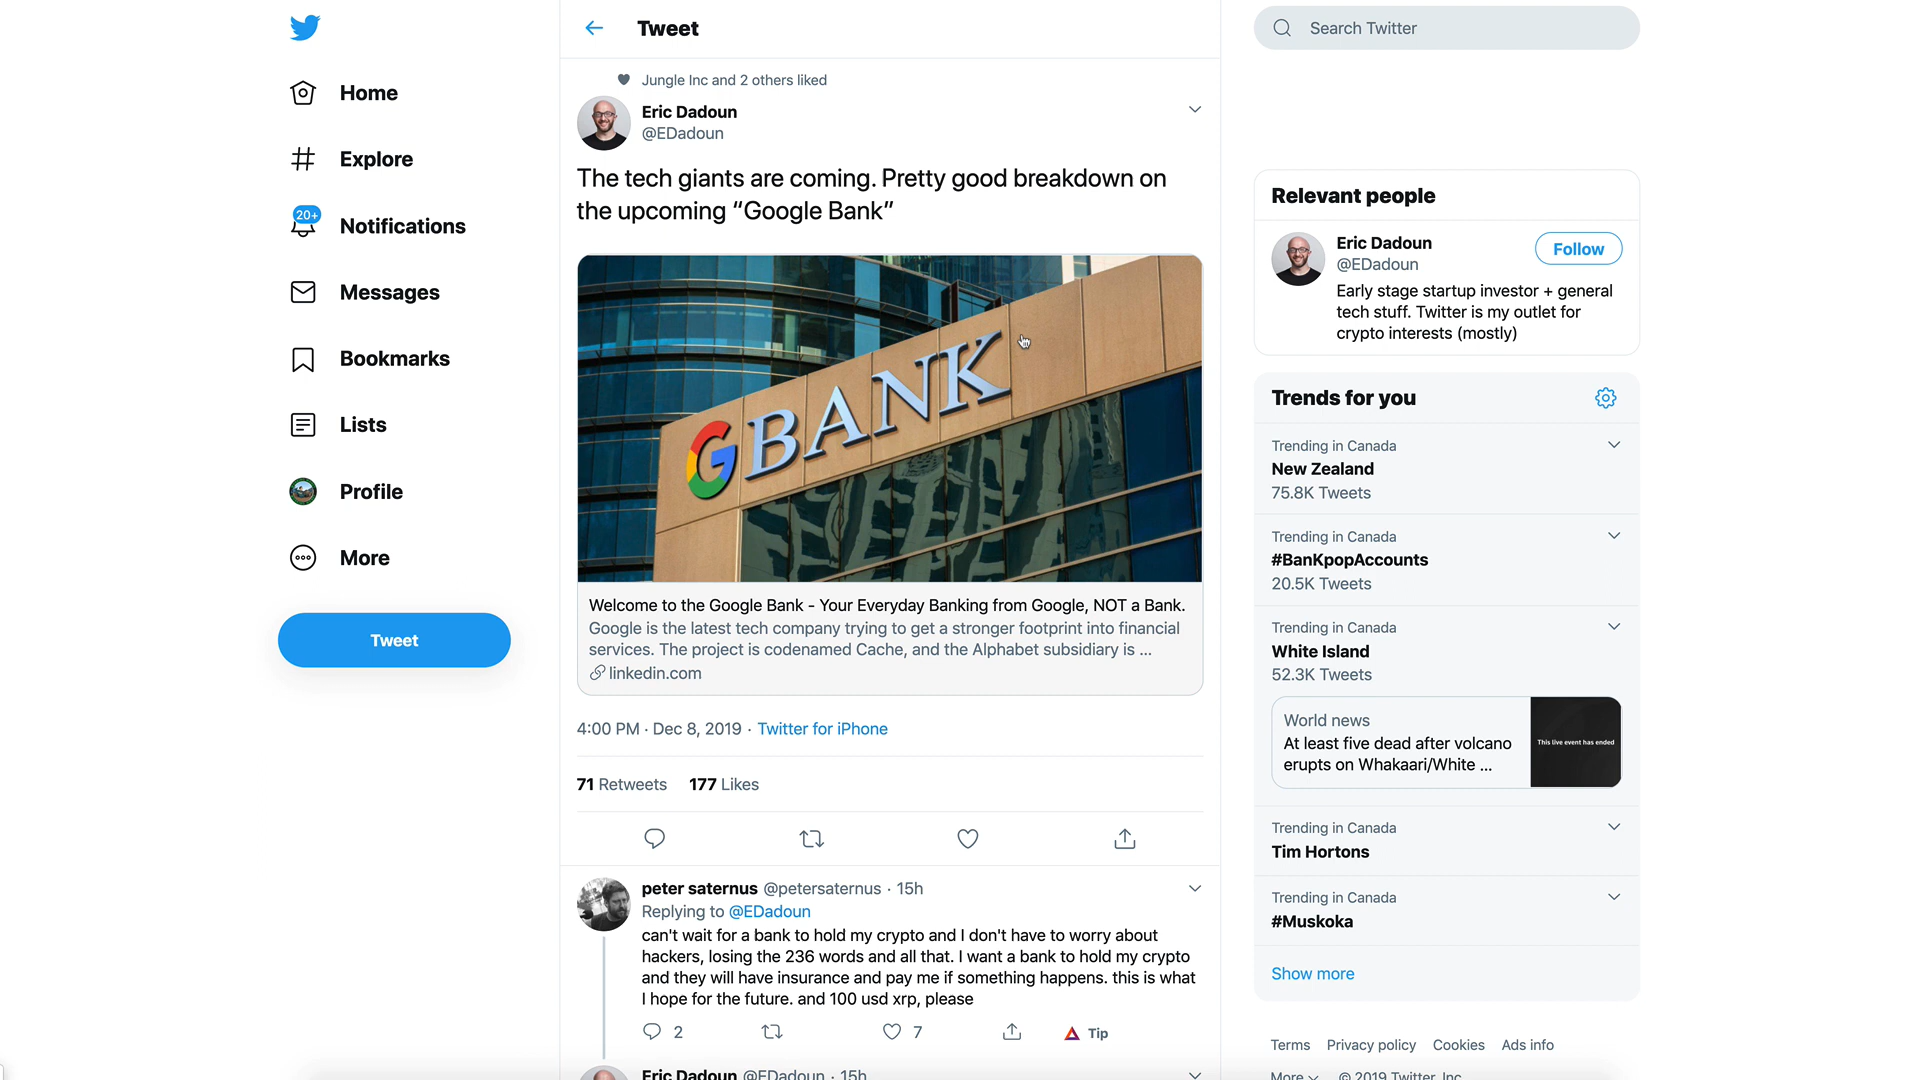 Home
Explore
20+
Notifications
Messages
Bookmarks
Lists
Profile
More
Tweet
Tweet
Jungle Inc and 2 others liked
Eric Dadoun
@EDadoun
The tech giants are coming. Pretty good breakdown on
the upcoming “Google Bank”
GBANK
Welcome to the Google Bank - Your Everyday Banking from Google, NOT a Bank.
Google is the latest tech company trying to get a stronger footprint into financial
services. The project is codenamed Cache, and the Alphabet subsidiary is ...
linkedin.com
4:00 PM · Dec 8, 2019 · Twitter for iPhone
71 Retweets 177 Likes
peter saternus @petersaternus · 15h
Replying to @EDadoun
can't wait for a bank to hold my crypto and I don't have to worry about
hackers, losing the 236 words and all that. I want a bank to hold my crypto
and they will have insurance and pay me if something happens. this is what
I hope for the future. and 100 usd xrp, please
2 7 Tip
Eric Dadoun @EDadoun · 15h
Search Twitter
Relevant people
Eric Dadoun
@EDadoun
Follow
Early stage startup investor + general
tech stuff. Twitter is my outlet for
crypto interests (mostly)
Trends for you
Trending in Canada
New Zealand
75.8K Tweets
Trending in Canada
#BanKpopAccounts
20.5K Tweets
Trending in Canada
White Island
52.3K Tweets
World news
At least five dead after volcano
erupts on Whakaari/White ...
This live event has ended
Trending in Canada
Tim Hortons
Trending in Canada
#Muskoka
Show more
Terms Privacy policy Cookies Ads info
More © 2019 Twitter, Inc.